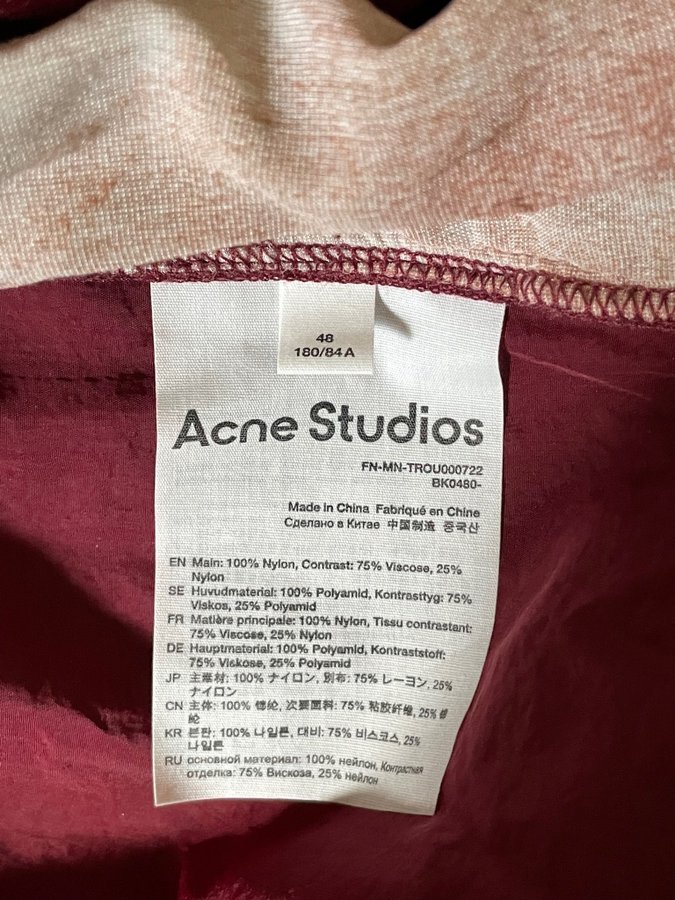 48
180/84A
Acne Studios
FN-MN-TROU000722
BK0480-
Made in China Fabriqué en Chine
Сделано в Китае 中国制造 중국산
EN Main: 100% Nylon, Contrast: 75% Viscose, 25%
Nylon
SE Huvudmaterial: 100% Polyamid, Kontrasttyg: 75%
Viskos, 25% Polyamid
FR Matière principale: 100% Nylon, Tissu contrastant:
75% Viscose, 25% Nylon
DE Hauptmaterial: 100% Polyamid, Kontraststoff:
75% Viskose, 25% Polyamid
JP 主素材: 100% ナイロン, 別布: 75% レーヨン, 25%
ナイロン
CN 主体: 100% 锦纶, 次要面料: 75% 粘胶纤维, 25% 锦
纶
KR 본판: 100% 나일론, 대비: 75% 비스코스, 25%
나일론
RU основной материал: 100% нейлон, Контрастная
отделка: 75% Вискоза, 25% нейлон